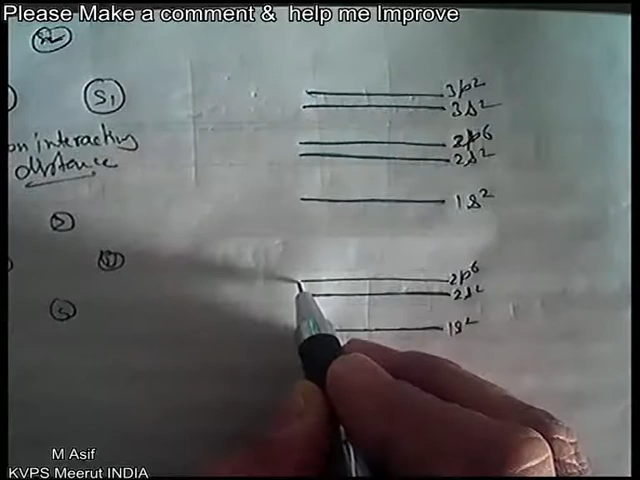 Please Make a comment & help me Improve
3p²
S₁
3s²
on interacting
2p⁶
distance
2s²
1s²
2p⁶
2s²
1s²
M Asif
KVPS Meerut INDIA